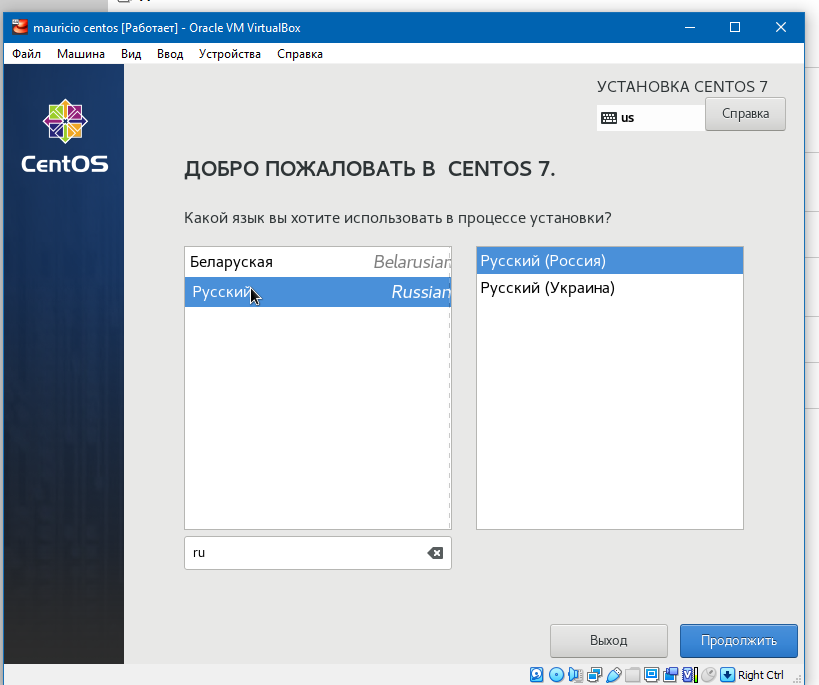 mauricio centos [Работает] - Oracle VM VirtualBox
Файл Машина Вид Ввод Устройства Справка
УСТАНОВКА CENTOS 7
us
Справка
CentOS
ДОБРО ПОЖАЛОВАТЬ В CENTOS 7.
Какой язык вы хотите использовать в процессе установки?
Беларуская Belarusian
Русский Russian
Русский (Россия)
Русский (Украина)
ru
Выход
Продолжить
Right Ctrl